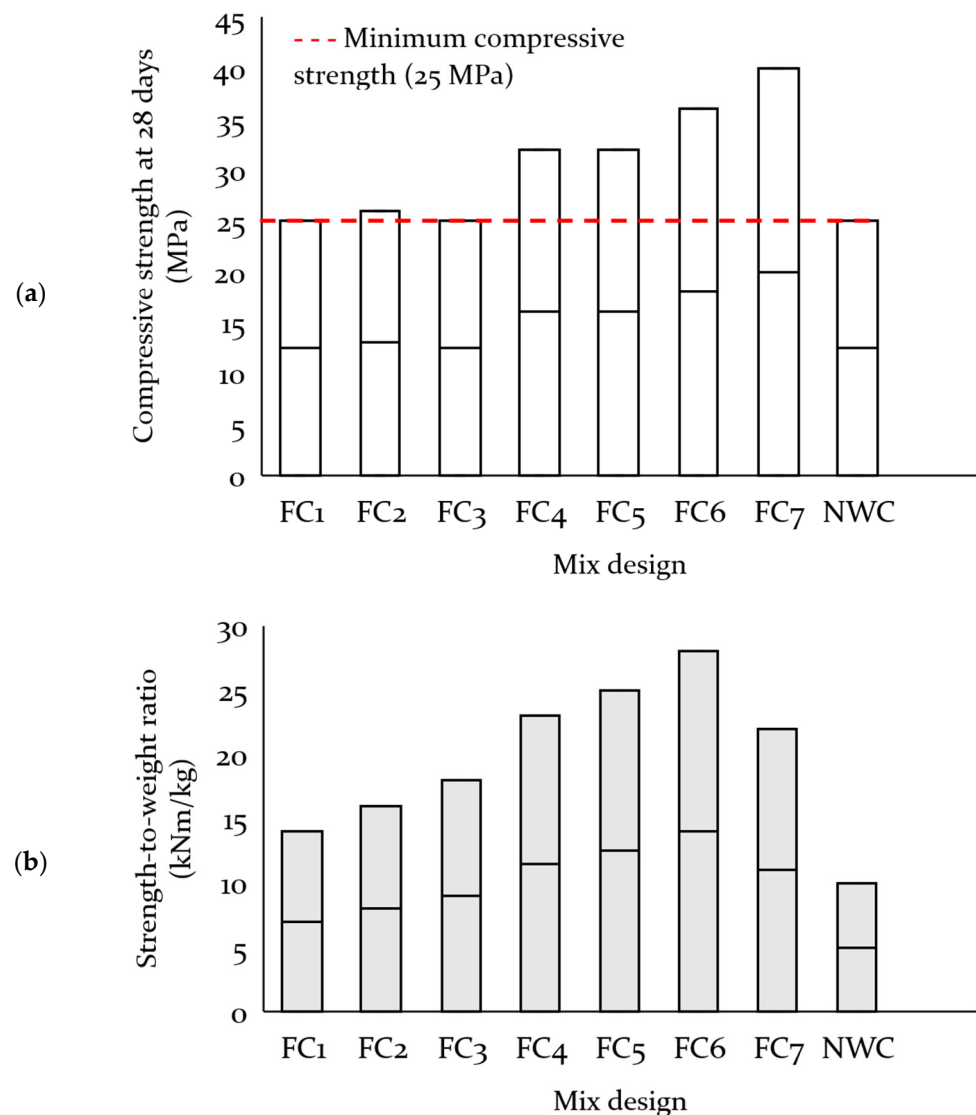 (a)
Compressive strength at 28 days
(MPa)
45
40
35
30
25
20
15
10
5
0
--- Minimum compressive
strength (25 MPa)
FC1 FC2 FC3 FC4 FC5 FC6 FC7 NWC
Mix design
(b)
Strength-to-weight ratio
(kNm/kg)
30
25
20
15
10
5
0
FC1 FC2 FC3 FC4 FC5 FC6 FC7 NWC
Mix design